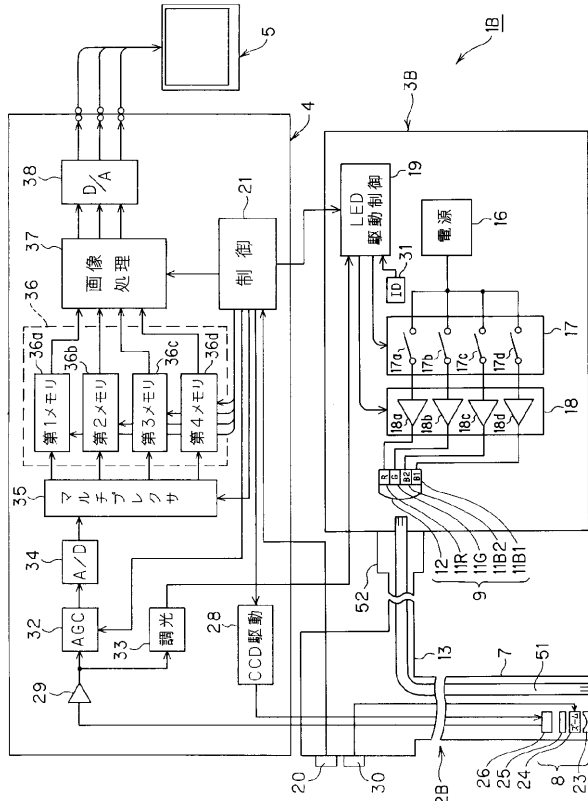 1B
5
4
38
D/A
37
画像処理
21
制御
36
36a
第1メモリ
36b
第2メモリ
36c
第3メモリ
36d
第4メモリ
35
マルチプレクサ
34
A/D
32
AGC
33
調光
29
28
CCD駆動
3B
19
LED駆動制御
31
ID
16
電源
17
17a
17b
17c
17d
18
18a
18b
18c
18d
R
G
B2
B1
12
11R
11G
11B2
11B1
9
52
13
7
51
20
30
2B
26
25
24
ズーム
8
23